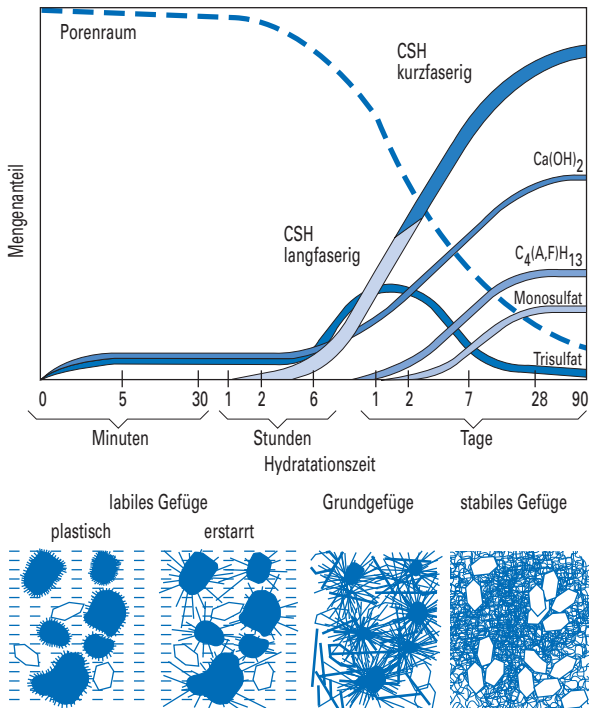 Porenraum
CSH
kurzfaserig
Ca(OH)2
CSH
langfaserig
C4(A,F)H13
Monosulfat
Trisulfat
Mengenanteil
0 5 30 1 2 6 1 2 7 28 90
Minuten Stunden Tage
Hydratationszeit
labiles Gefüge Grundgefüge stabiles Gefüge
plastisch erstarrt